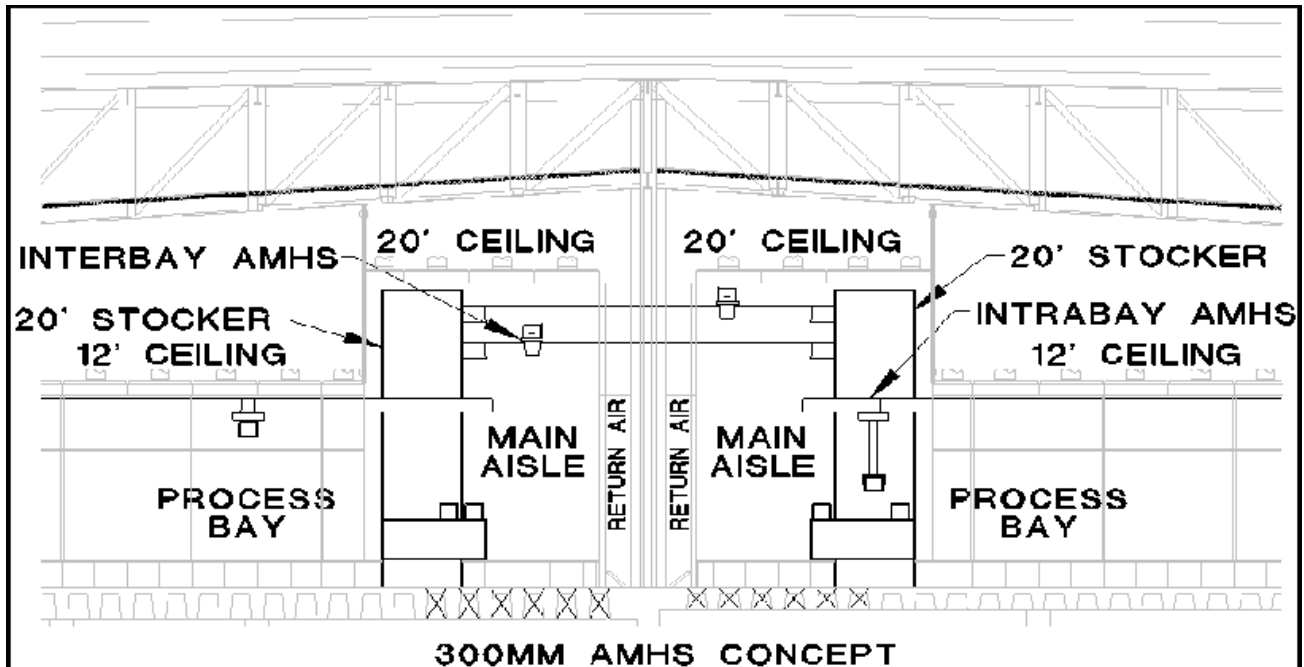 20' CEILING
20' CEILING
INTERBAY AMHS
20' STOCKER
20' STOCKER
12' CEILING
INTRABAY AMHS
12' CEILING
MAIN
AISLE
RETURN AIR
RETURN AIR
MAIN
AISLE
PROCESS
BAY
PROCESS
BAY
300MM AMHS CONCEPT